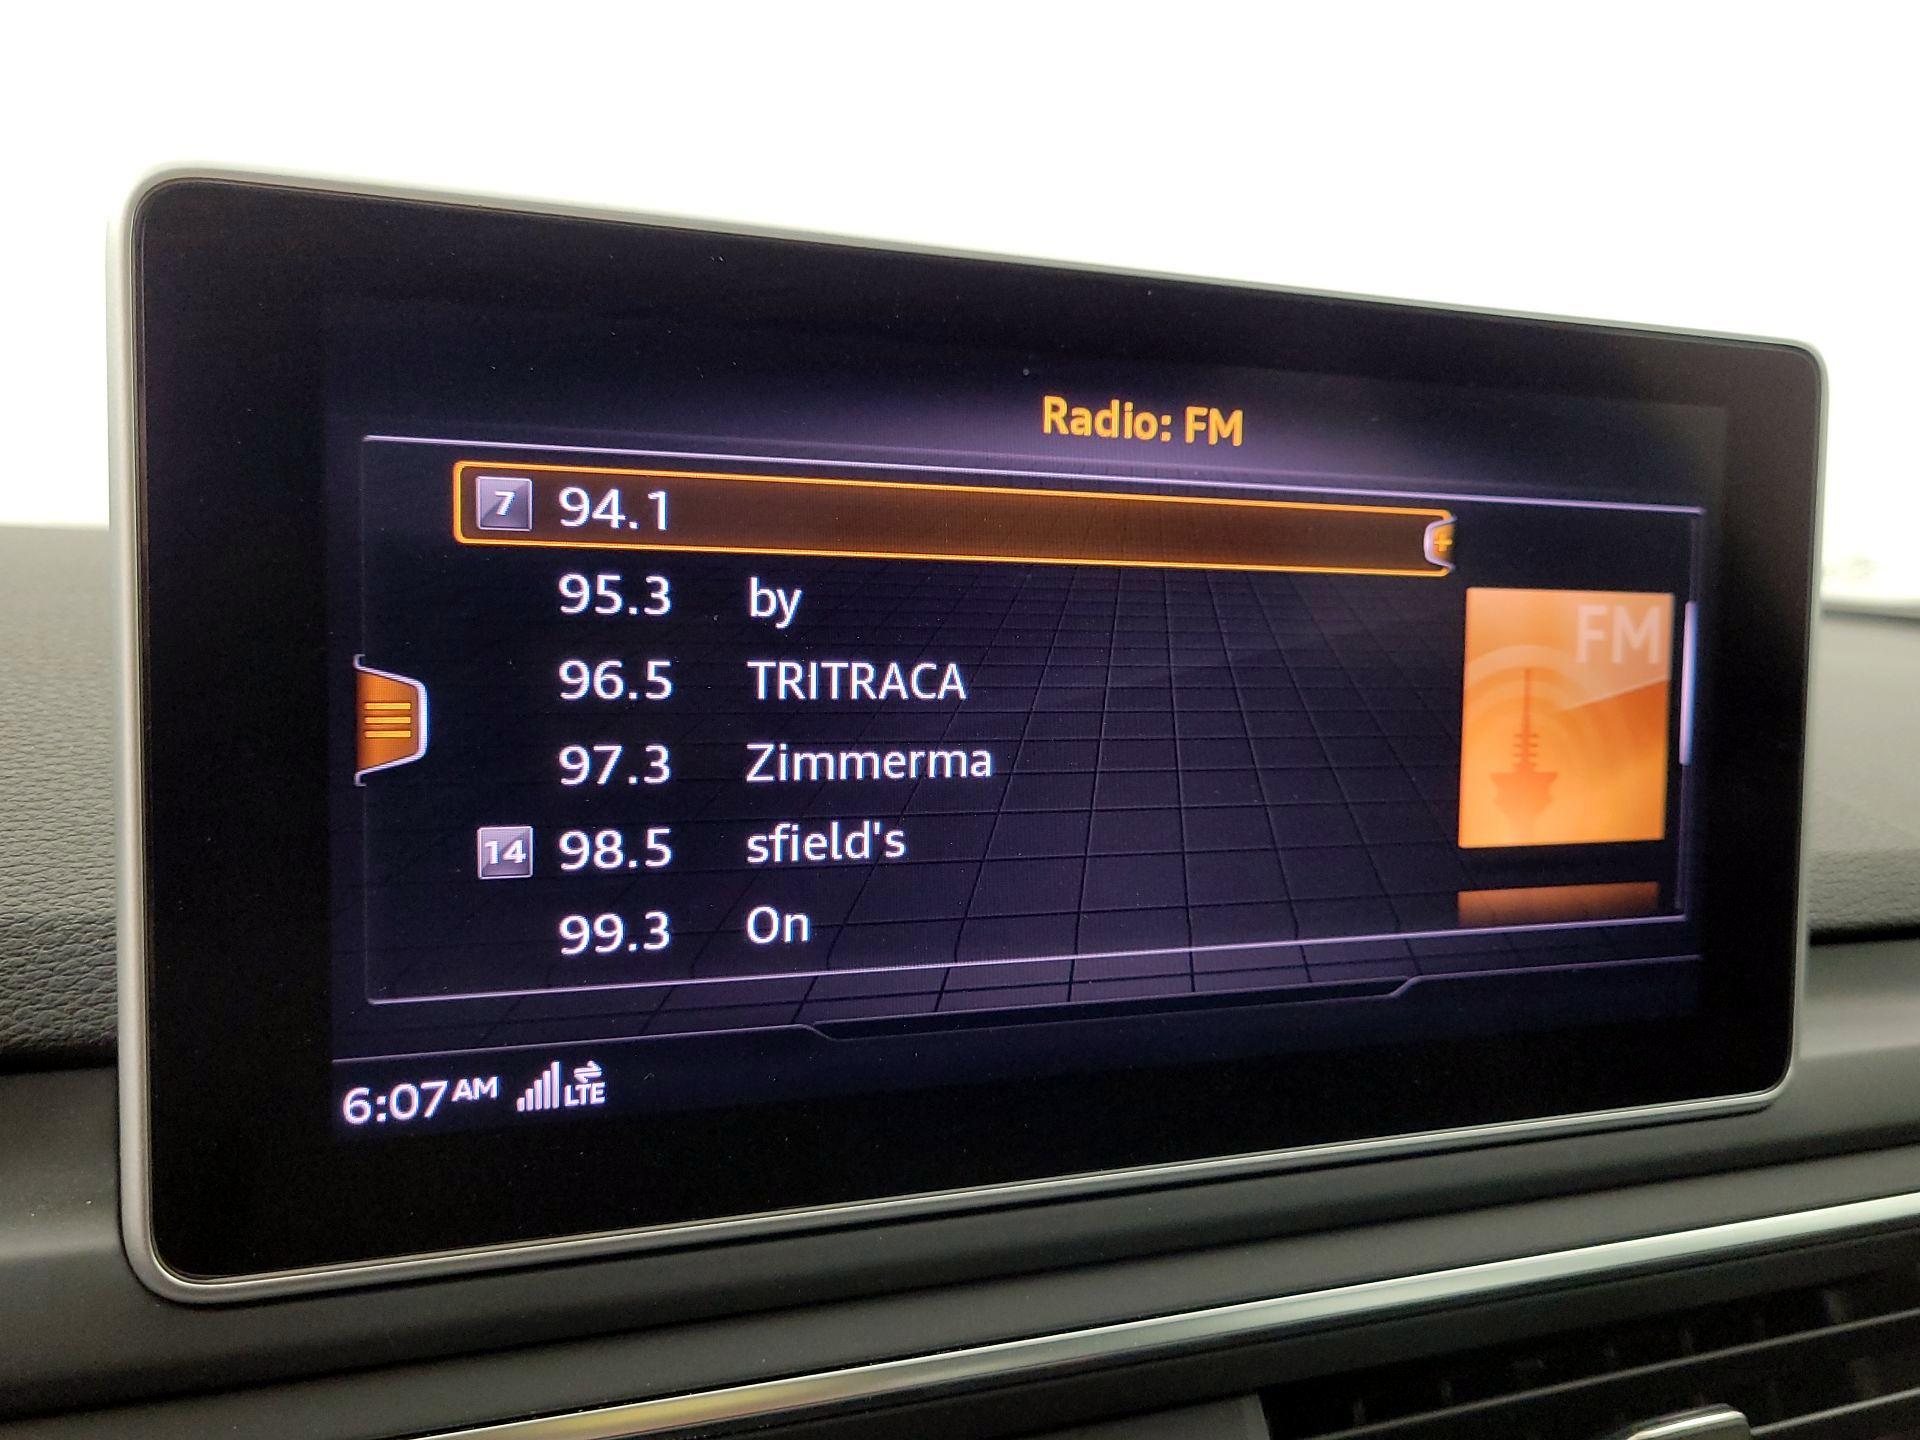 Radio: FM
7 94.1
95.3 by
96.5 TRITRACA
97.3 Zimmerma
14 98.5 sfield's
99.3 On
FM
6:07 AM LTE